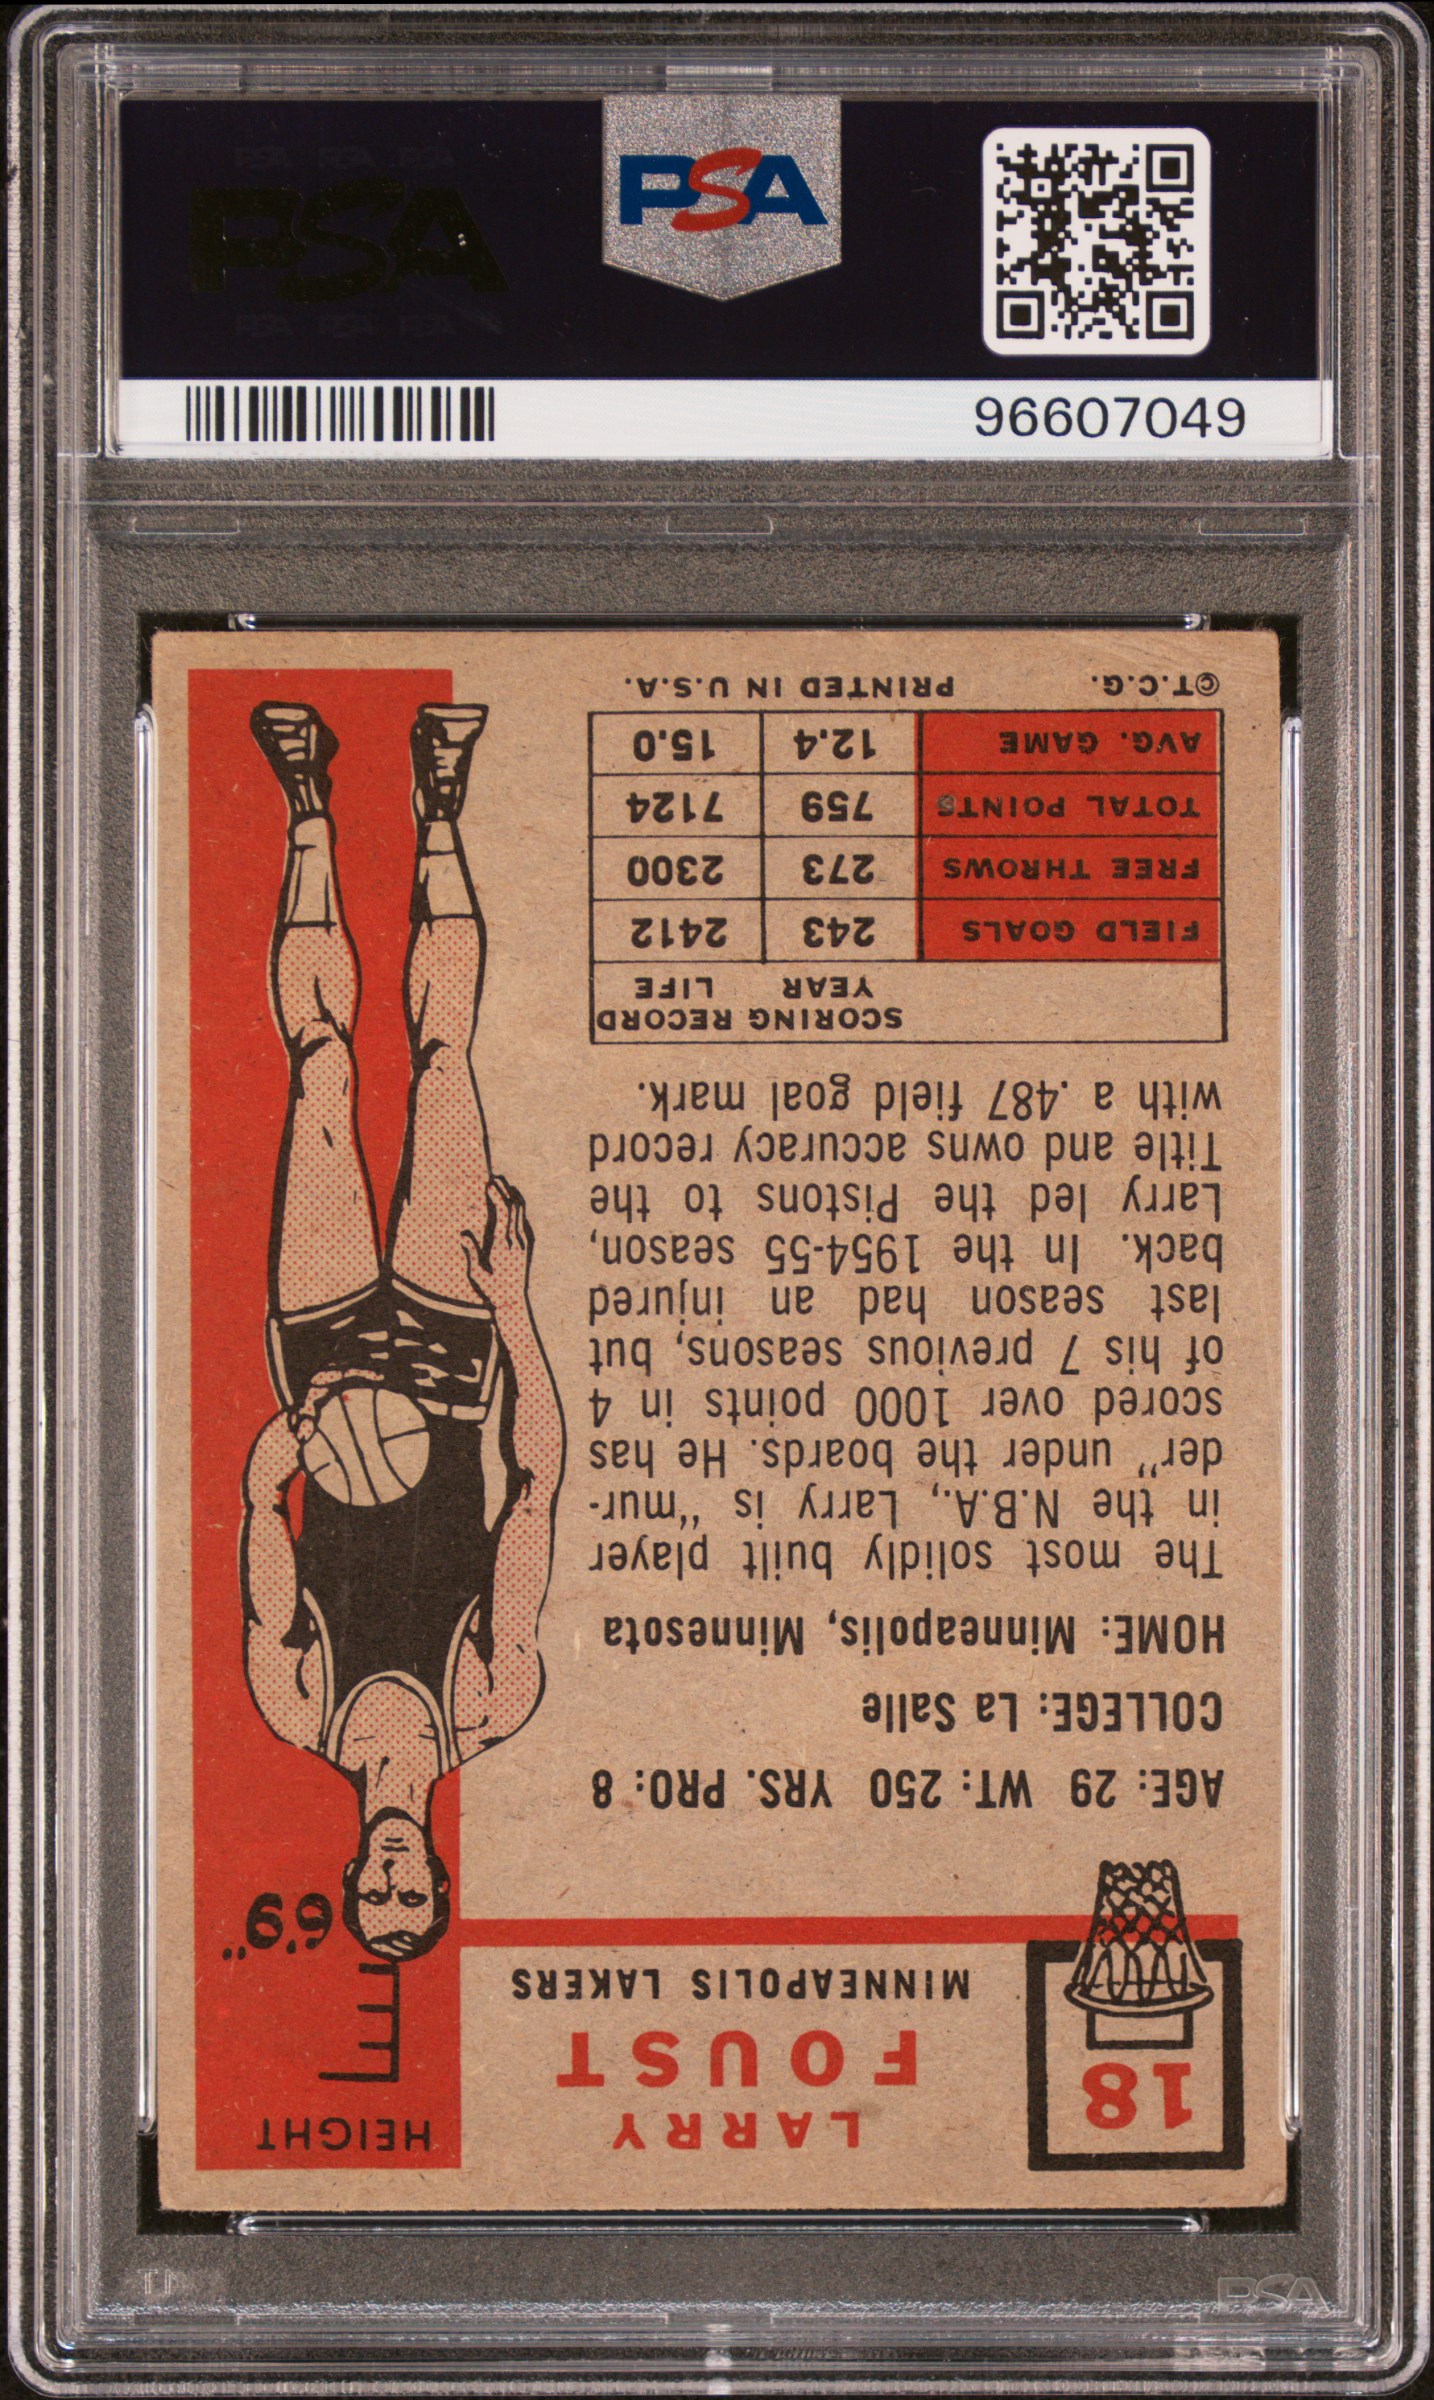 PSA
PSA
96607049
18
LARRY
FOUST
MINNEAPOLIS LAKERS
HEIGHT
6'9"
AGE: 29 WT: 250 YRS. PRO: 8
COLLEGE: La Salle
HOME: Minneapolis, Minnesota
The most solidly built player
in the N.B.A., Larry is "mur-
der" under the boards. He has
scored over 1000 points in 4
of his 7 previous seasons, but
last season had an injured
back. In the 1954-55 season,
Larry led the Pistons to the
Title and owns accuracy record
with a .487 field goal mark.
SCORING RECORD
YEAR LIFE
FIELD GOALS 243 2412
FREE THROWS 273 2300
TOTAL POINTS 759 7124
AVG. GAME 12.4 15.0
©T.C.G. PRINTED IN U.S.A.
PSA